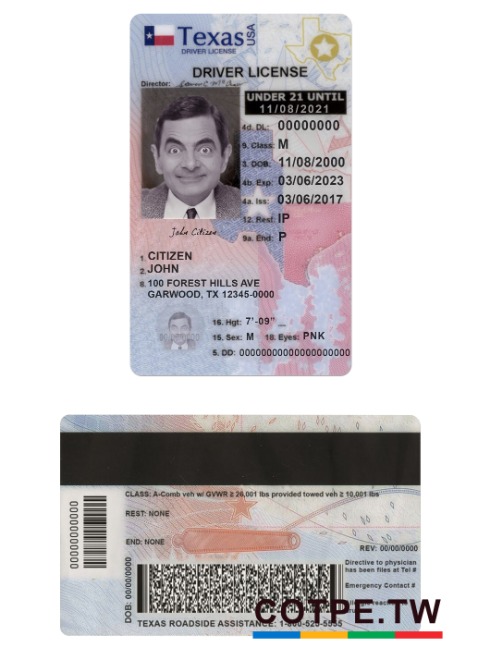 Texas USA
DRIVER LICENSE
DRIVER LICENSE
Director:
UNDER 21 UNTIL
11/08/2021
4d. DL: 00000000
9. Class: M
3. DOB: 11/08/2000
4b. Exp: 03/06/2023
4a. Iss: 03/06/2017
12. Rest: IP
9a. End: P
John Citizen
1. CITIZEN
2. JOHN
8. 100 FOREST HILLS AVE
GARWOOD, TX 12345-0000
16. Hgt: 7'-09"
15. Sex: M 18. Eyes: PNK
5. DD: 00000000000000000000
CLASS: A-Comb veh w/ GVWR ≥ 26,001 lbs provided towed veh ≥ 10,001 lbs
REST: NONE
END: NONE
REV: 00/00/0000
Directive to physician
has been files at Tel #
Emergency Contact #
00000000000
DOB: 00/00/0000
TEXAS ROADSIDE ASSISTANCE: 1-800-525-5555
COTPE.TW